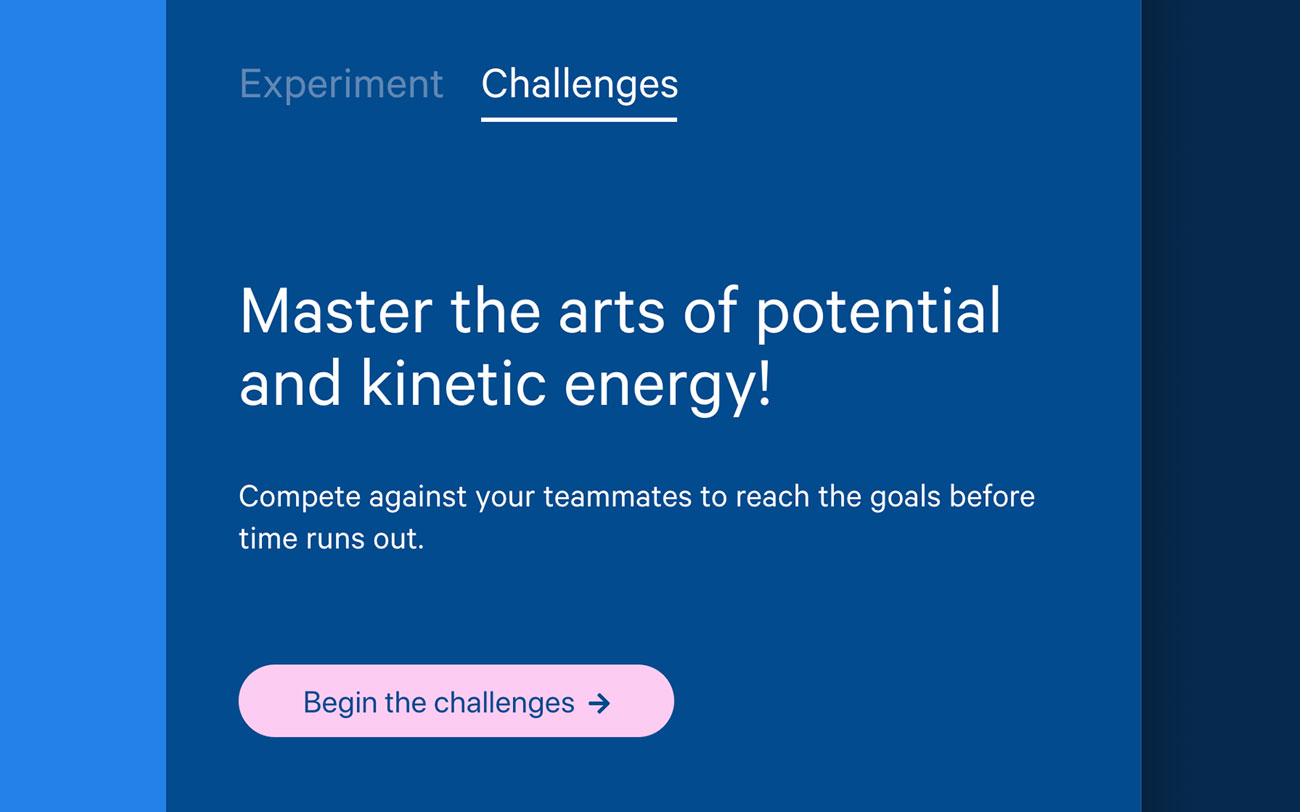 Experiment Challenges
Master the arts of potential
and kinetic energy!
Compete against your teammates to reach the goals before
time runs out.
Begin the challenges →